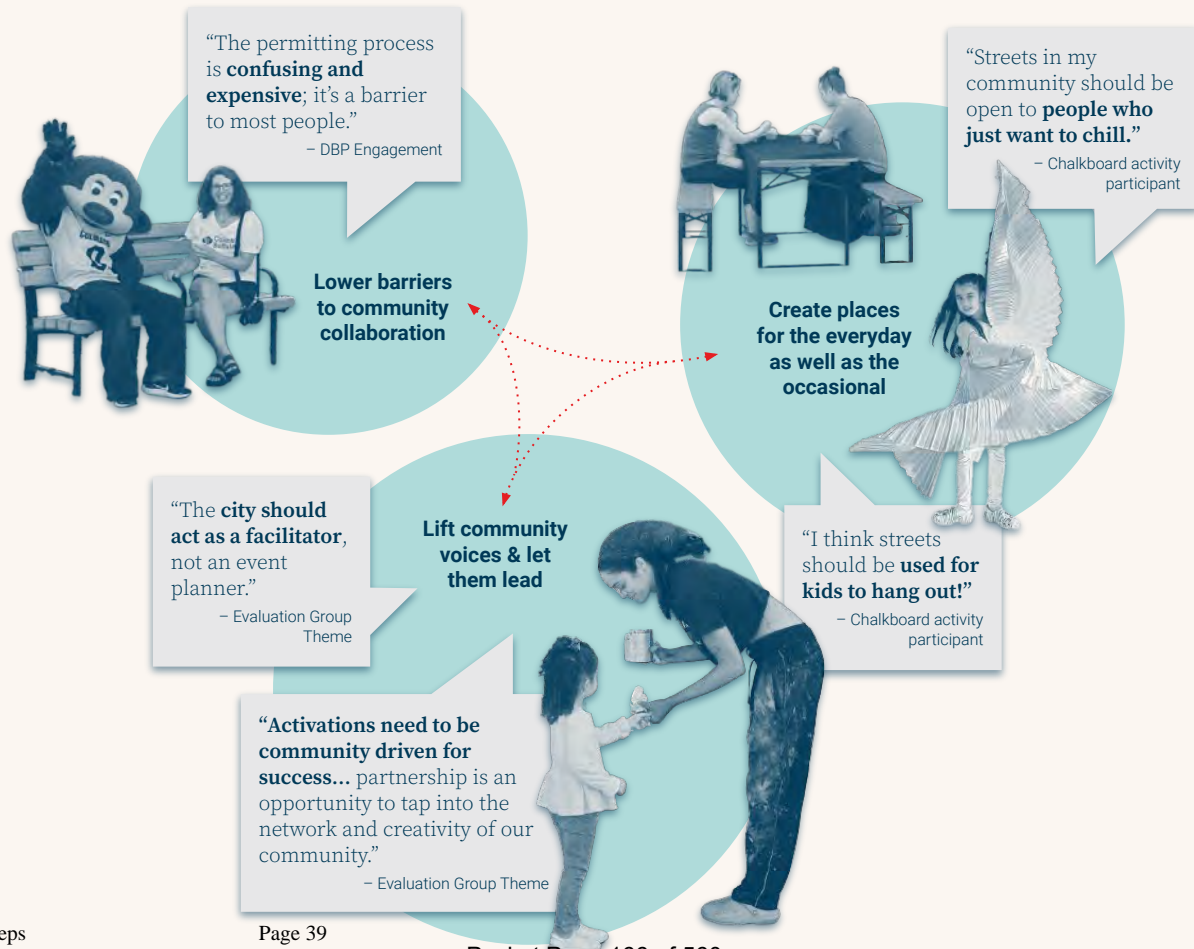 “The permitting process
is confusing and
expensive; it’s a barrier
to most people.”
– DBP Engagement
Lower barriers
to community
collaboration
“Streets in my
community should be
open to people who
just want to chill.”
– Chalkboard activity
participant
Create places
for the everyday
as well as the
occasional
“I think streets
should be used for
kids to hang out!”
– Chalkboard activity
participant
Lift community
voices & let
them lead
“The city should
act as a facilitator,
not an event
planner.”
– Evaluation Group
Theme
“Activations need to be
community driven for
success... partnership is an
opportunity to tap into the
network and creativity of our
community.”
– Evaluation Group Theme
Page 39